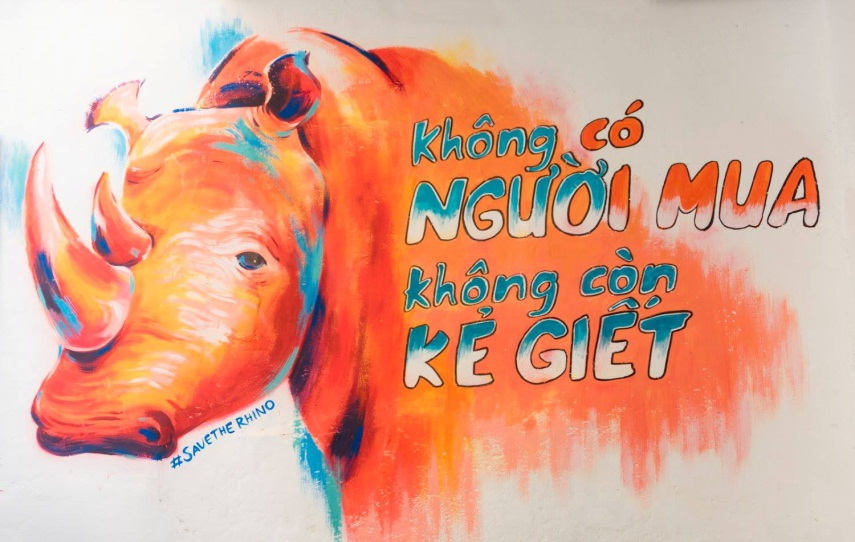 Không có
NGƯỜI MUA
không còn
KẺ GIẾT
#SAVETHERHINO